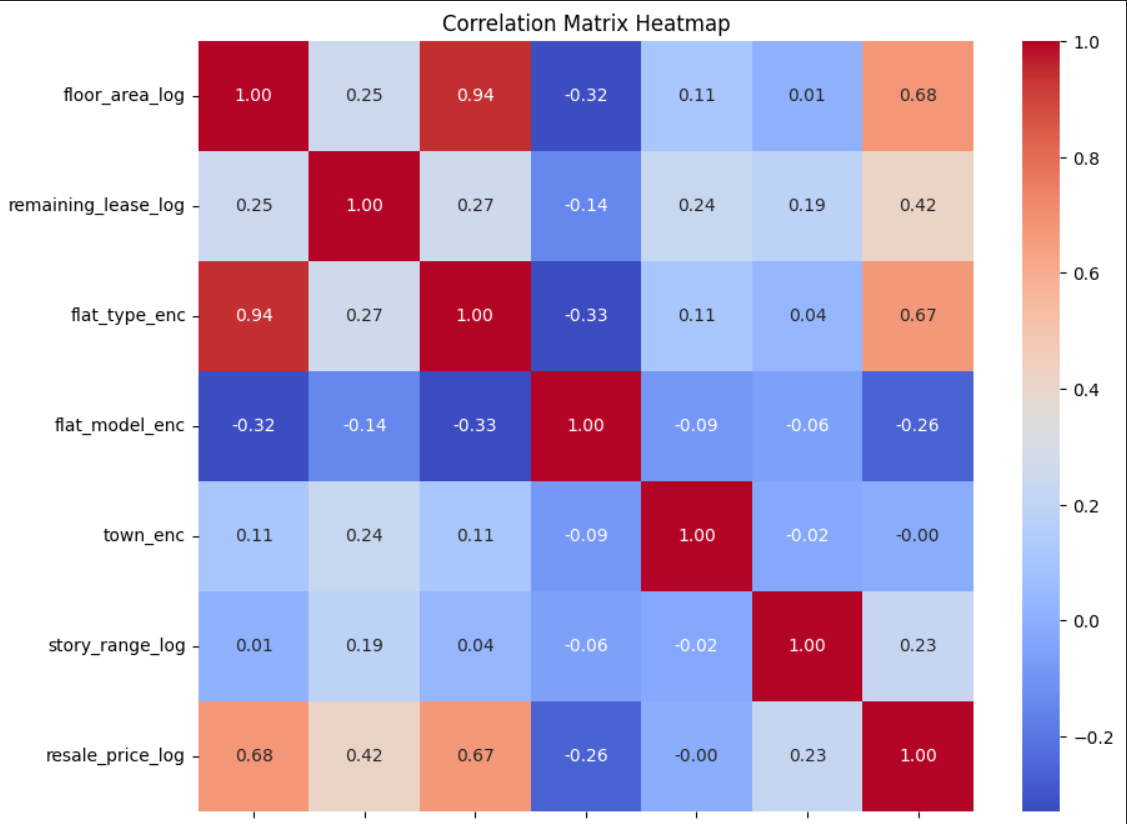 Correlation Matrix Heatmap
floor_area_log 1.00 0.25 0.94 -0.32 0.11 0.01 0.68
remaining_lease_log 0.25 1.00 0.27 -0.14 0.24 0.19 0.42
flat_type_enc 0.94 0.27 1.00 -0.33 0.11 0.04 0.67
flat_model_enc -0.32 -0.14 -0.33 1.00 -0.09 -0.06 -0.26
town_enc 0.11 0.24 0.11 -0.09 1.00 -0.02 -0.00
story_range_log 0.01 0.19 0.04 -0.06 -0.02 1.00 0.23
resale_price_log 0.68 0.42 0.67 -0.26 -0.00 0.23 1.00
1.0
0.8
0.6
0.4
0.2
0.0
−0.2